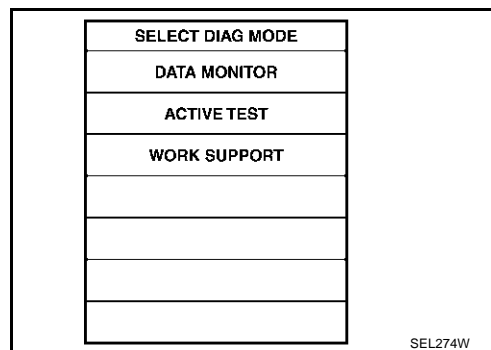 SELECT DIAG MODE
DATA MONITOR
ACTIVE TEST
WORK SUPPORT
SEL274W